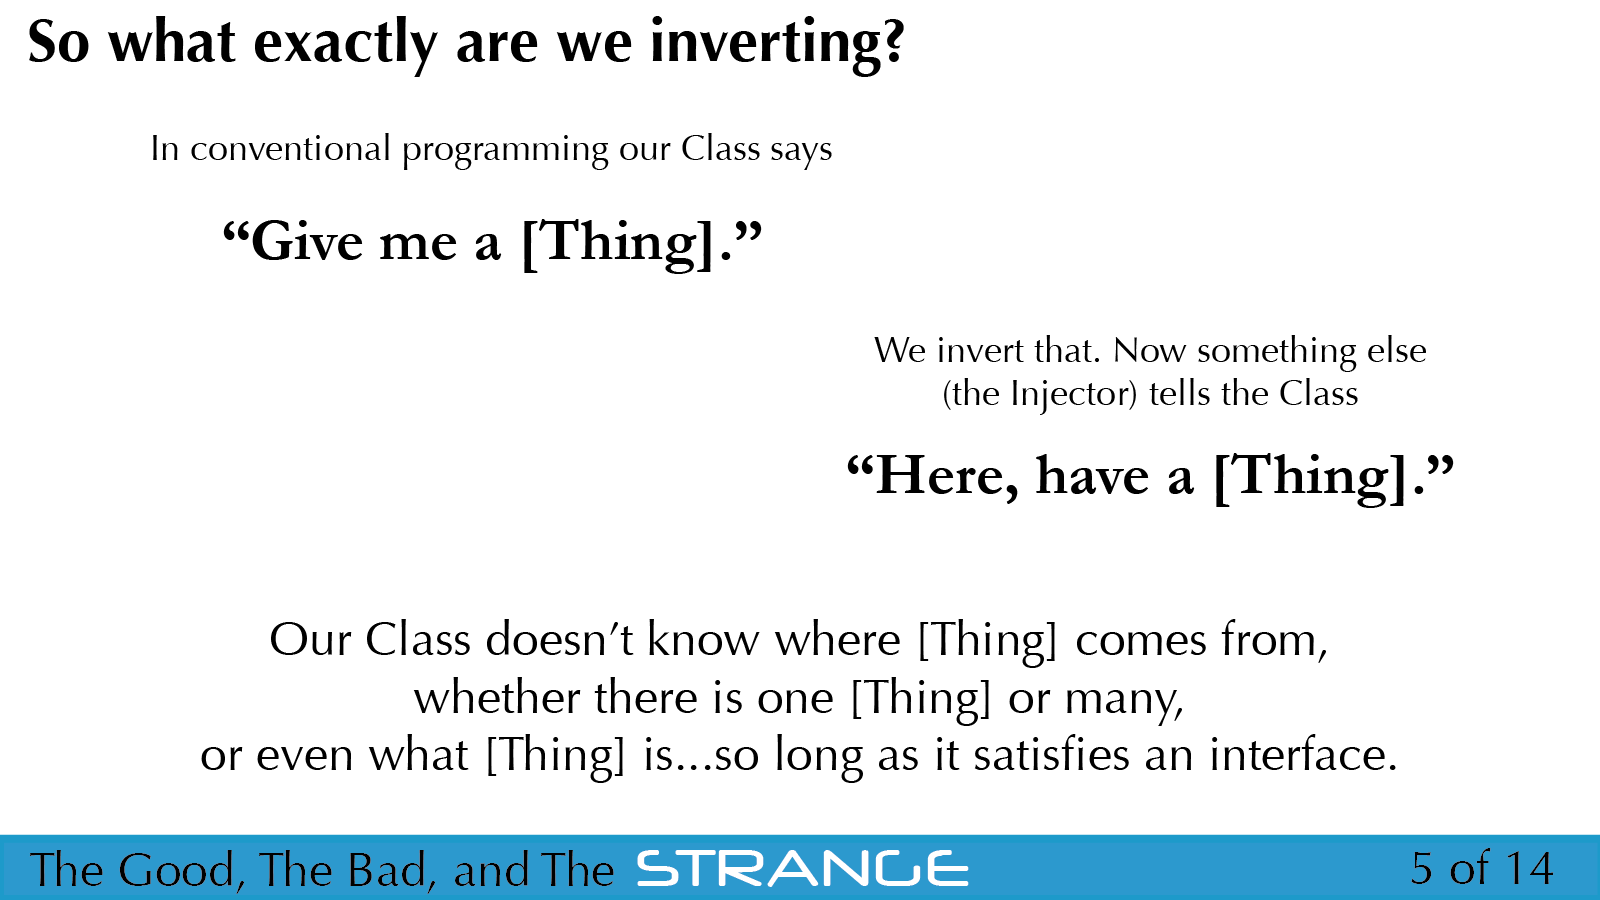 So what exactly are we inverting?
In conventional programming our Class says
“Give me a [Thing].”
We invert that. Now something else
(the Injector) tells the Class
“Here, have a [Thing].”
Our Class doesn’t know where [Thing] comes from,
whether there is one [Thing] or many,
or even what [Thing] is...so long as it satisfies an interface.
The Good, The Bad, and The STRANGE
5 of 14